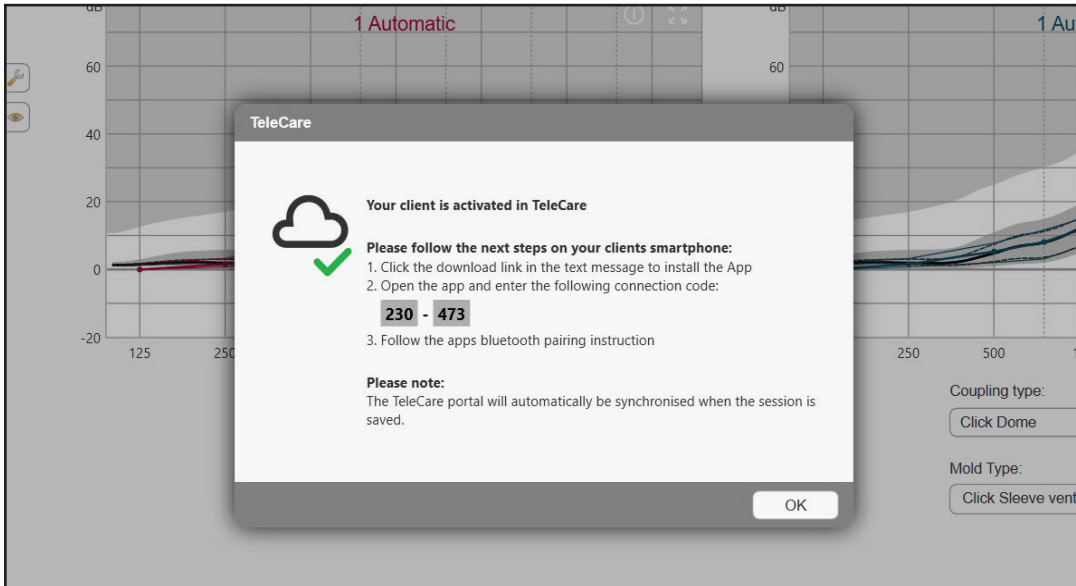 dB
1 Automatic
dB
1 Au
60
60
40
20
0
-20
125
250
250
500
TeleCare
Your client is activated in TeleCare
Please follow the next steps on your clients smartphone:
1. Click the download link in the text message to install the App
2. Open the app and enter the following connection code:
230 - 473
3. Follow the apps bluetooth pairing instruction
Please note:
The TeleCare portal will automatically be synchronised when the session is
saved.
OK
Coupling type:
Click Dome
Mold Type:
Click Sleeve vent